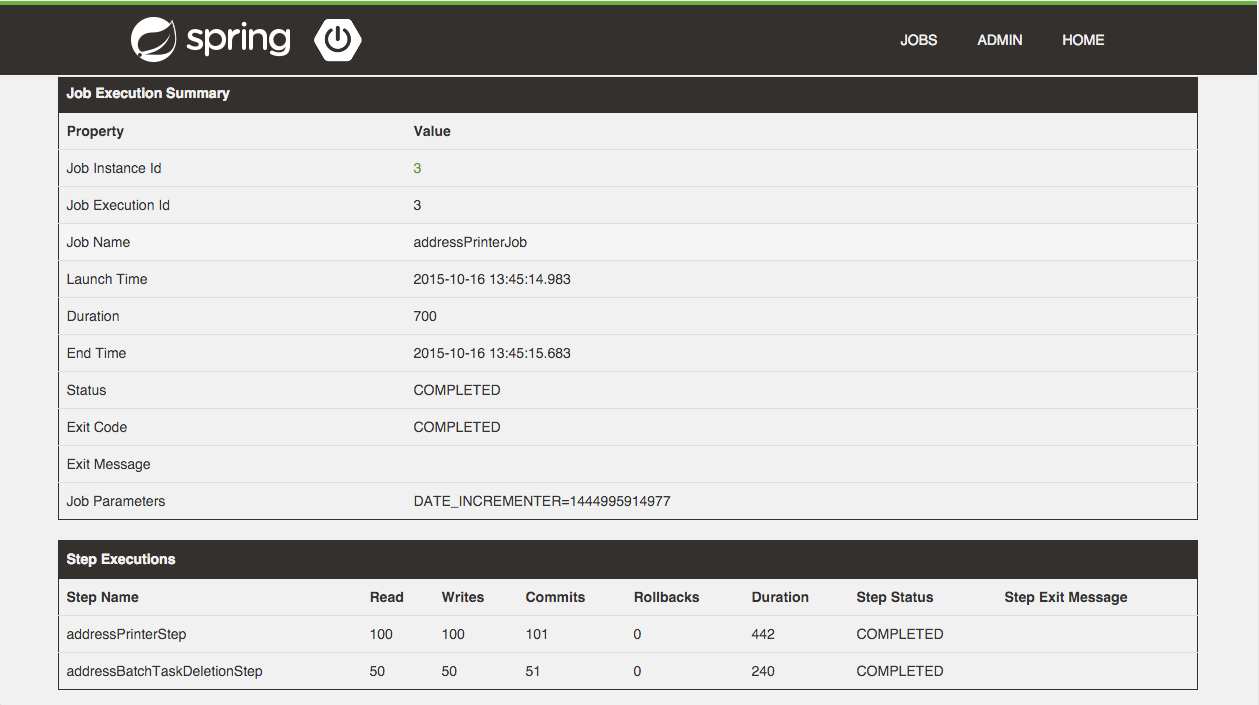 spring JOBS ADMIN HOME
Job Execution Summary
Property Value
Job Instance Id 3
Job Execution Id 3
Job Name addressPrinterJob
Launch Time 2015-10-16 13:45:14.983
Duration 700
End Time 2015-10-16 13:45:15.683
Status COMPLETED
Exit Code COMPLETED
Exit Message
Job Parameters DATE_INCREMENTER=1444995914977
Step Executions
Step Name Read Writes Commits Rollbacks Duration Step Status Step Exit Message
addressPrinterStep 100 100 101 0 442 COMPLETED
addressBatchTaskDeletionStep 50 50 51 0 240 COMPLETED